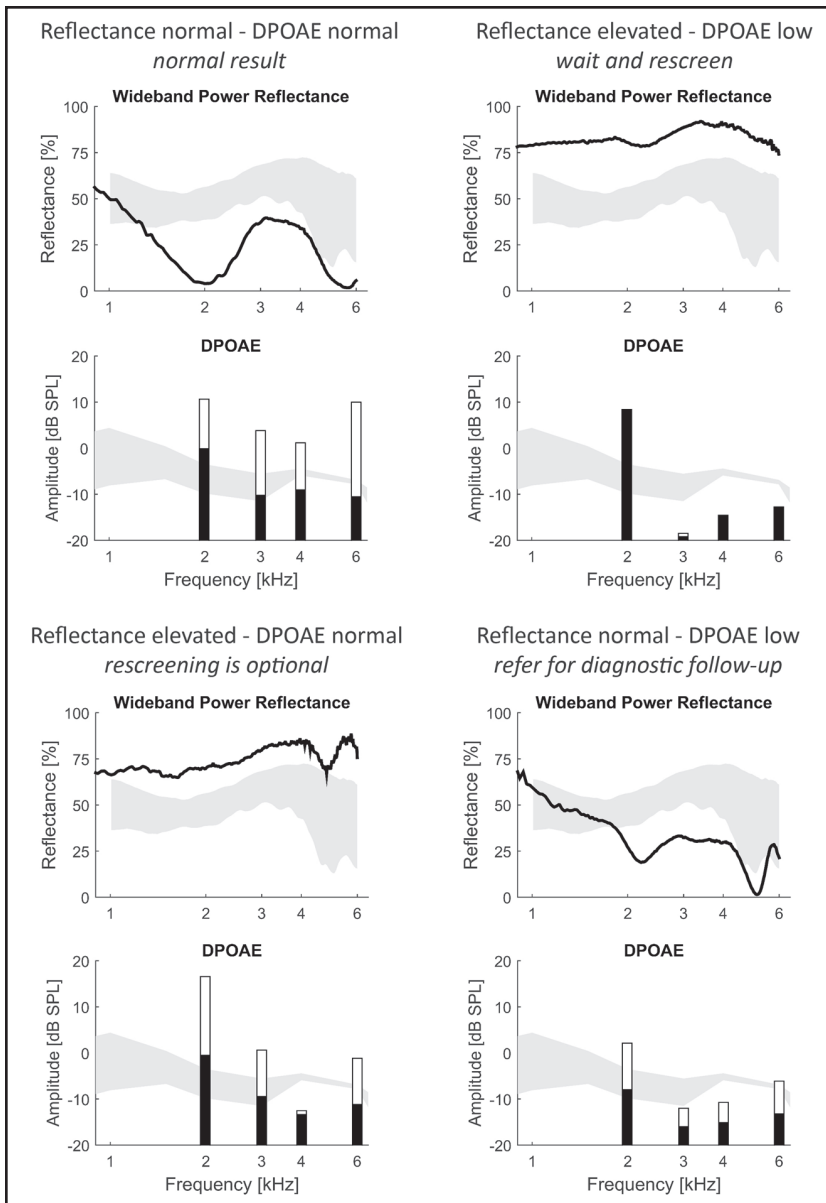 Reflectance normal - DPOAE normal
normal result
Wideband Power Reflectance
Reflectance [%]
100
75
50
25
0
1 2 3 4 6
DPOAE
Amplitude [dB SPL]
20
10
0
-10
-20
1 2 3 4 6
Frequency [kHz]
Reflectance elevated - DPOAE low
wait and rescreen
Wideband Power Reflectance
Reflectance [%]
100
75
50
25
0
1 2 3 4 6
DPOAE
Amplitude [dB SPL]
20
10
0
-10
-20
1 2 3 4 6
Frequency [kHz]
Reflectance elevated - DPOAE normal
rescreening is optional
Wideband Power Reflectance
Reflectance [%]
100
75
50
25
0
1 2 3 4 6
DPOAE
Amplitude [dB SPL]
20
10
0
-10
-20
1 2 3 4 6
Frequency [kHz]
Reflectance normal - DPOAE low
refer for diagnostic follow-up
Wideband Power Reflectance
Reflectance [%]
100
75
50
25
0
1 2 3 4 6
DPOAE
Amplitude [dB SPL]
20
10
0
-10
-20
1 2 3 4 6
Frequency [kHz]